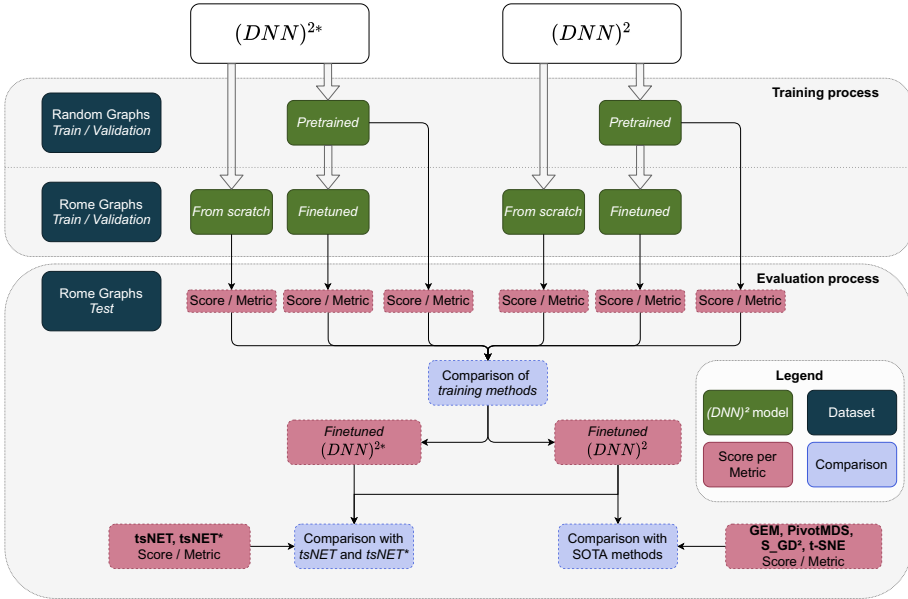 (DNN)²*
(DNN)²
Training process
Random Graphs
Train / Validation
Pretrained
Pretrained
Rome Graphs
Train / Validation
From scratch
Finetuned
From scratch
Finetuned
Evaluation process
Rome Graphs
Test
Score / Metric
Score / Metric
Score / Metric
Score / Metric
Score / Metric
Score / Metric
Comparison of
training methods
Legend
(DNN)² model
Dataset
Score per
Metric
Comparison
Finetuned
(DNN)²*
Finetuned
(DNN)²
tsNET, tsNET*
Score / Metric
Comparison with
tsNET and tsNET*
Comparison with
SOTA methods
GEM, PivotMDS,
S_GD², t-SNE
Score / Metric